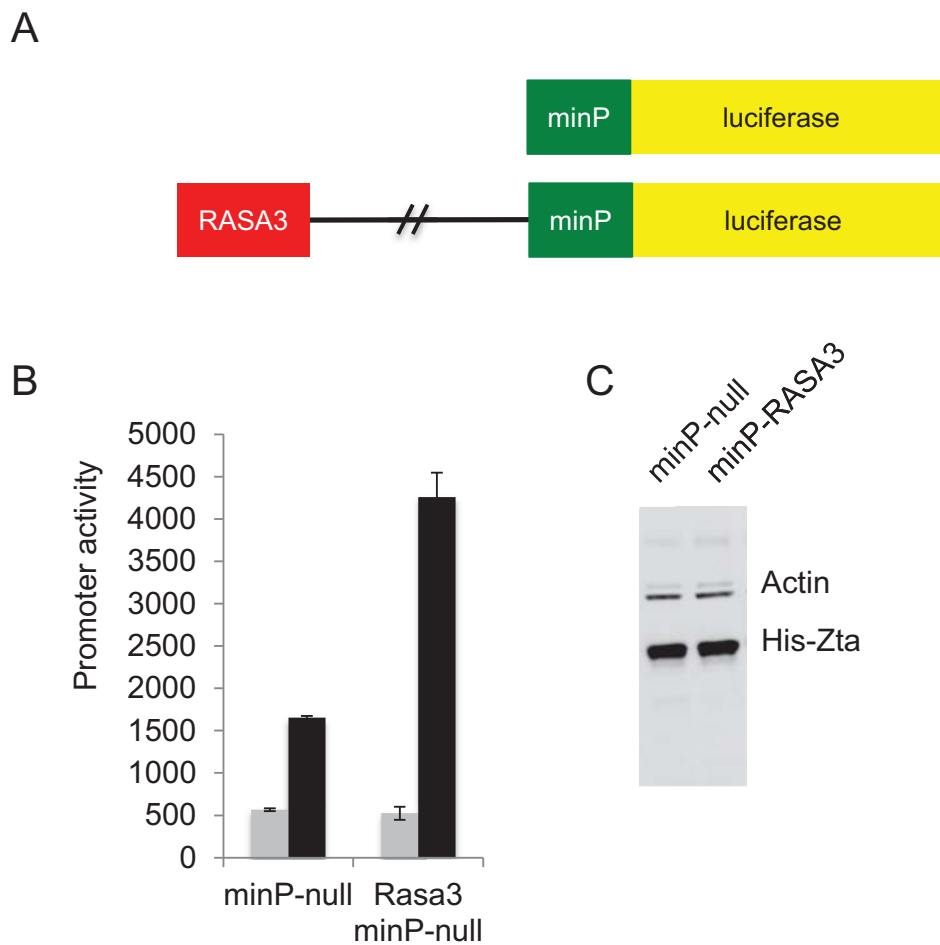 A
minP
luciferase
RASA3
minP
luciferase
B
Promoter activity
5000
4500
4000
3500
3000
2500
2000
1500
1000
500
0
minP-null
Rasa3
minP-null
C
minP-null
minP-RASA3
Actin
His-Zta